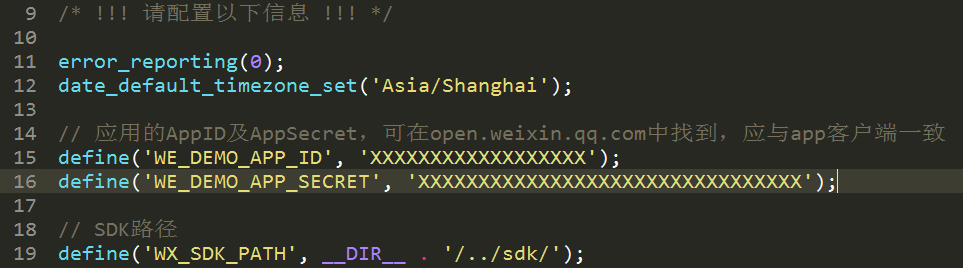 9 /* !!! 请配置以下信息 !!! */
10
11 error_reporting(0);
12 date_default_timezone_set('Asia/Shanghai');
13
14 // 应用的AppID及AppSecret，可在open.weixin.qq.com中找到，应与app客户端一致
15 define('WE_DEMO_APP_ID', 'XXXXXXXXXXXXXXXXXX');
16 define('WE_DEMO_APP_SECRET', 'XXXXXXXXXXXXXXXXXXXXXXXXXXXXXXXX');
17
18 // SDK路径
19 define('WX_SDK_PATH', __DIR__ . '/../sdk/');